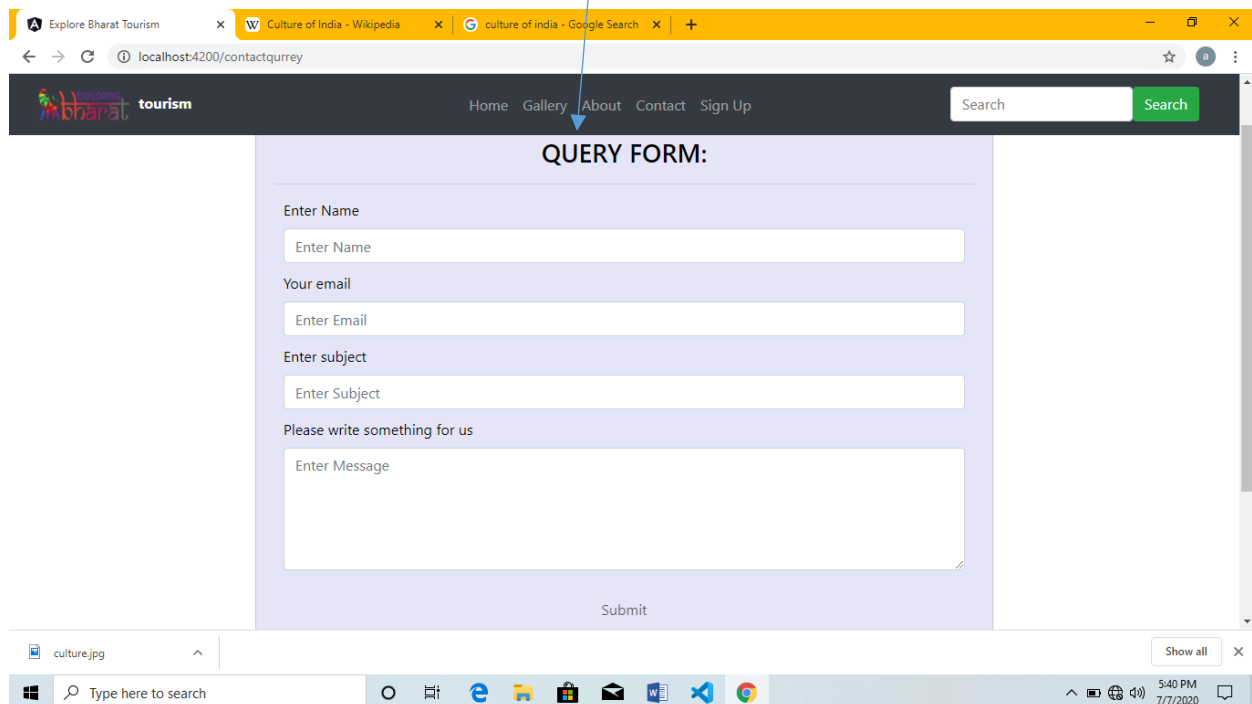 Explore Bharat Tourism
W Culture of India - Wikipedia
G culture of india - Google Search
localhost:4200/contactqurrey
a
EXPLORING
bharat
tourism
Home Gallery About Contact Sign Up
Search
Search
QUERY FORM:
Enter Name
Enter Name
Your email
Enter Email
Enter subject
Enter Subject
Please write something for us
Enter Message
Submit
culture.jpg
Show all
Type here to search
5:40 PM
7/7/2020